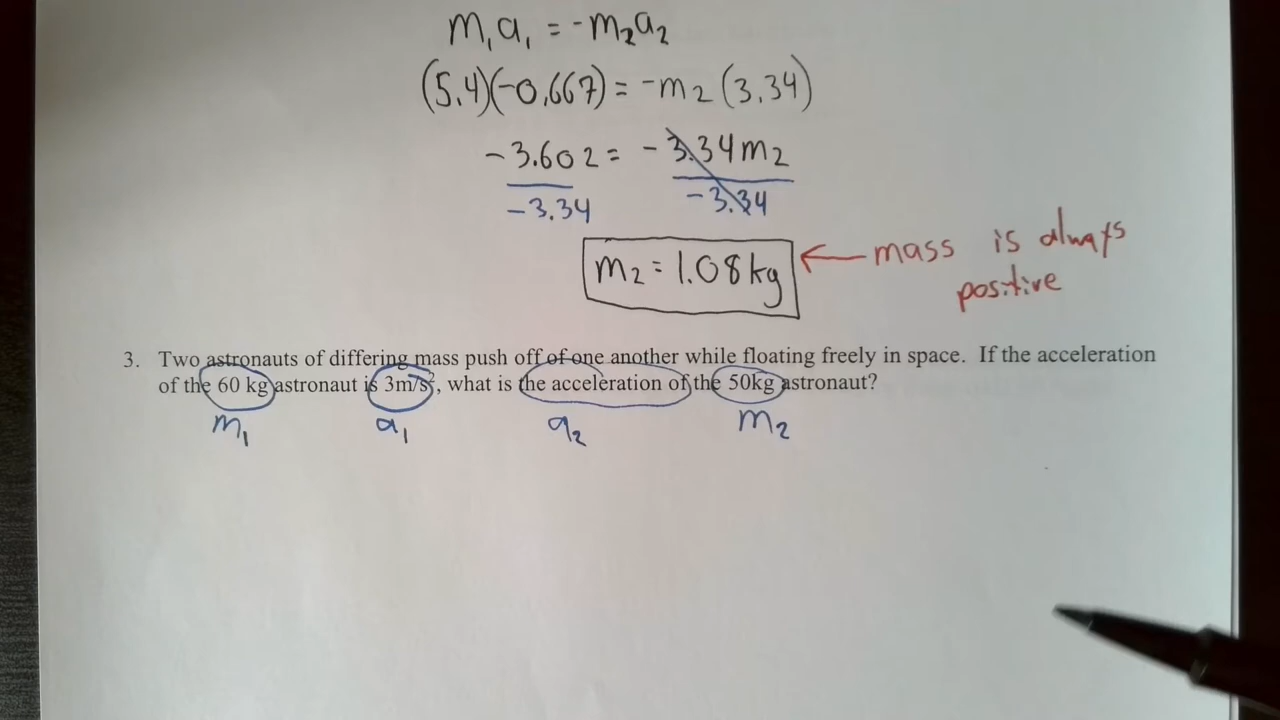 m₁a₁ = -m₂a₂
(5.4)(-0.667) = -m₂(3.34)
-3.602 = -3.34m₂
-3.34 -3.34
m₂ = 1.08kg ← mass is always
positive
3. Two astronauts of differing mass push off of one another while floating freely in space. If the acceleration
of the 60 kg astronaut is 3m/s², what is the acceleration of the 50kg astronaut?
m₁ a₁ a₂ m₂